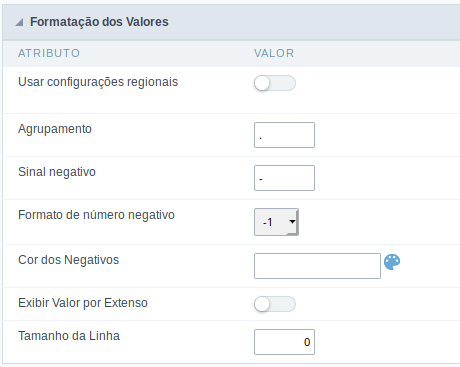 Formatação dos Valores
ATRIBUTO VALOR
Usar configurações regionais
Agrupamento .
Sinal negativo -
Formato de número negativo -1
Cor dos Negativos
Exibir Valor por Extenso
Tamanho da Linha 0